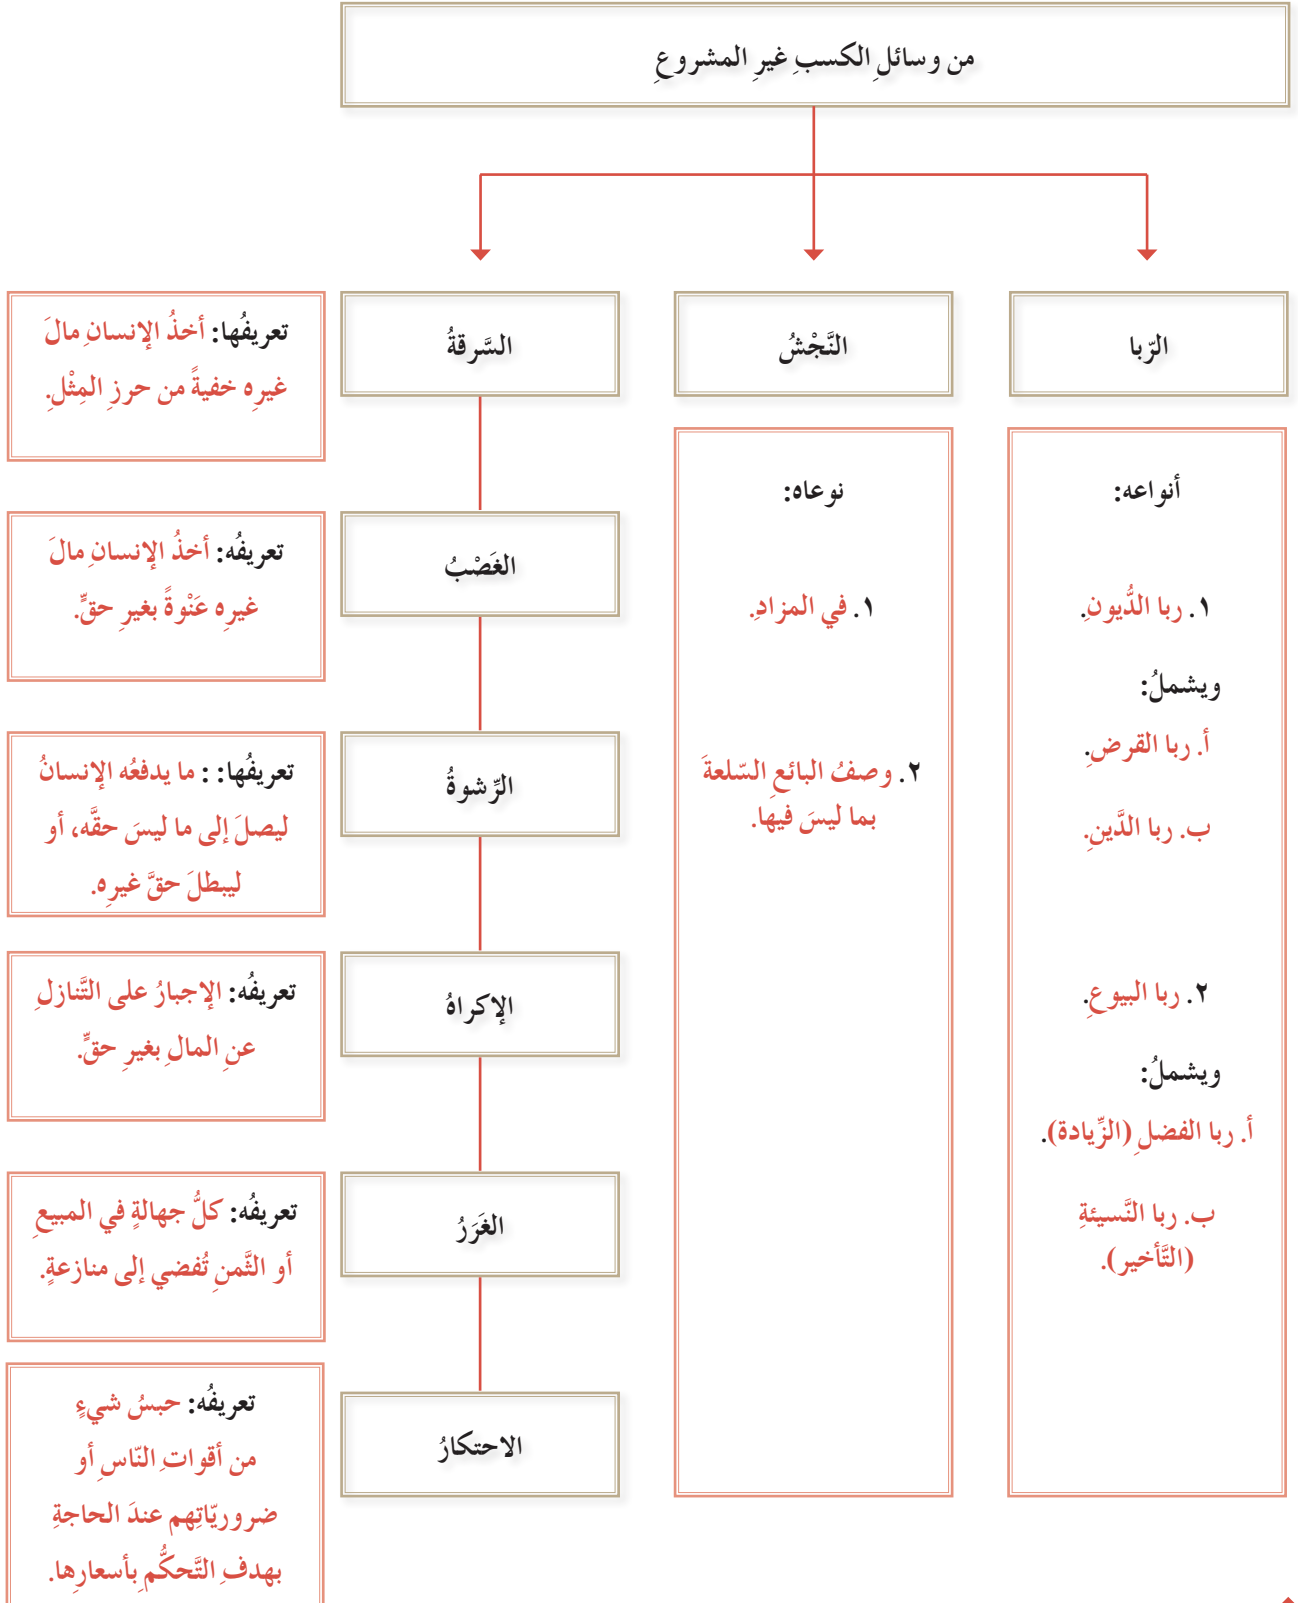 من وسائلِ الكسبِ غيرِ المشروعِ
الرّبا
أنواعه:
١. ربا الدُّيونِ.
ويشملُ:
أ. ربا القرضِ.
ب. ربا الدَّينِ.
٢. ربا البيوعِ.
ويشملُ:
أ. ربا الفضلِ (الزِّيادة).
ب. ربا النَّسيئةِ
(التَّأخير).
النَّجْشُ
نوعاه:
١. في المزادِ.
٢. وصفُ البائعِ السّلعةَ
بما ليسَ فيها.
السَّرقةُ
تعريفُها: أخذُ الإنسانِ مالَ
غيرِه خفيةً من حرزِ المِثْلِ.
الغَصْبُ
تعريفُه: أخذُ الإنسانِ مالَ
غيرِه عَنْوةً بغيرِ حقٍّ.
الرِّشوةُ
تعريفُها: : ما يدفعُه الإنسانُ
ليصلَ إلى ما ليسَ حقَّه، أو
ليبطلَ حقَّ غيرِه.
الإكراهُ
تعريفُه: الإجبارُ على التَّنازلِ
عنِ المالِ بغيرِ حقٍّ.
الغَرَرُ
تعريفُه: كلُّ جهالةٍ في المبيعِ
أو الثَّمنِ تُفضي إلى منازعةٍ.
الاحتكارُ
تعريفُه: حبسُ شيءٍ
من أقواتِ النّاسِ أو
ضروريّاتِهم عندَ الحاجةِ
بهدفِ التَّحكُّمِ بأسعارِها.